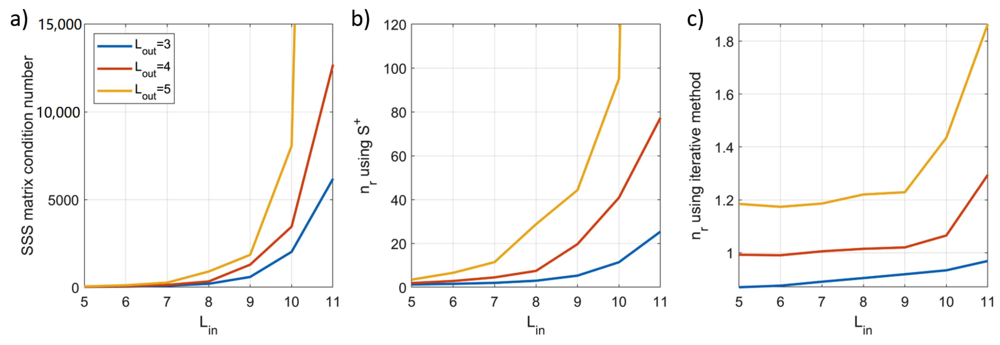 a)
SSS matrix condition number
15,000
10,000
5000
0
L_out=3
L_out=4
L_out=5
5 6 7 8 9 10 11
L_in
b)
n_r using S^+
120
100
80
60
40
20
0
5 6 7 8 9 10 11
L_in
c)
n_r using iterative method
1.8
1.6
1.4
1.2
1
5 6 7 8 9 10 11
L_in